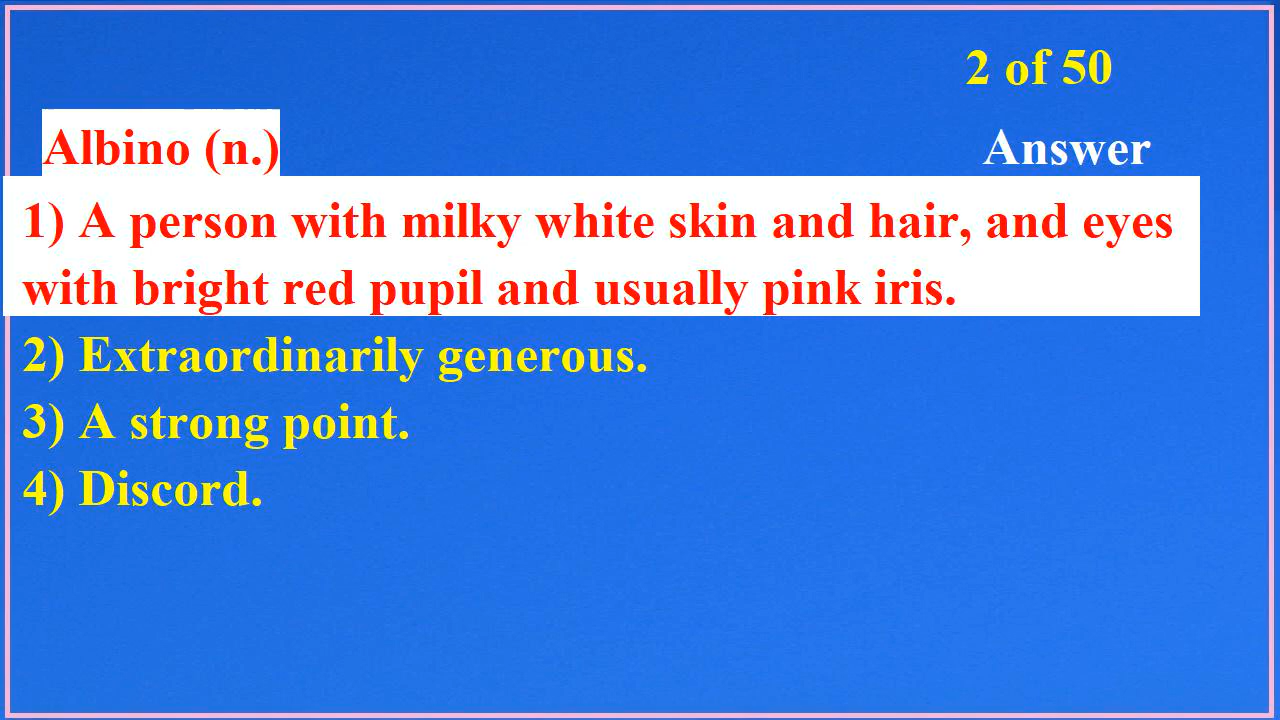 2 of 50
Albino (n.) Answer
1) A person with milky white skin and hair, and eyes
with bright red pupil and usually pink iris.
2) Extraordinarily generous.
3) A strong point.
4) Discord.